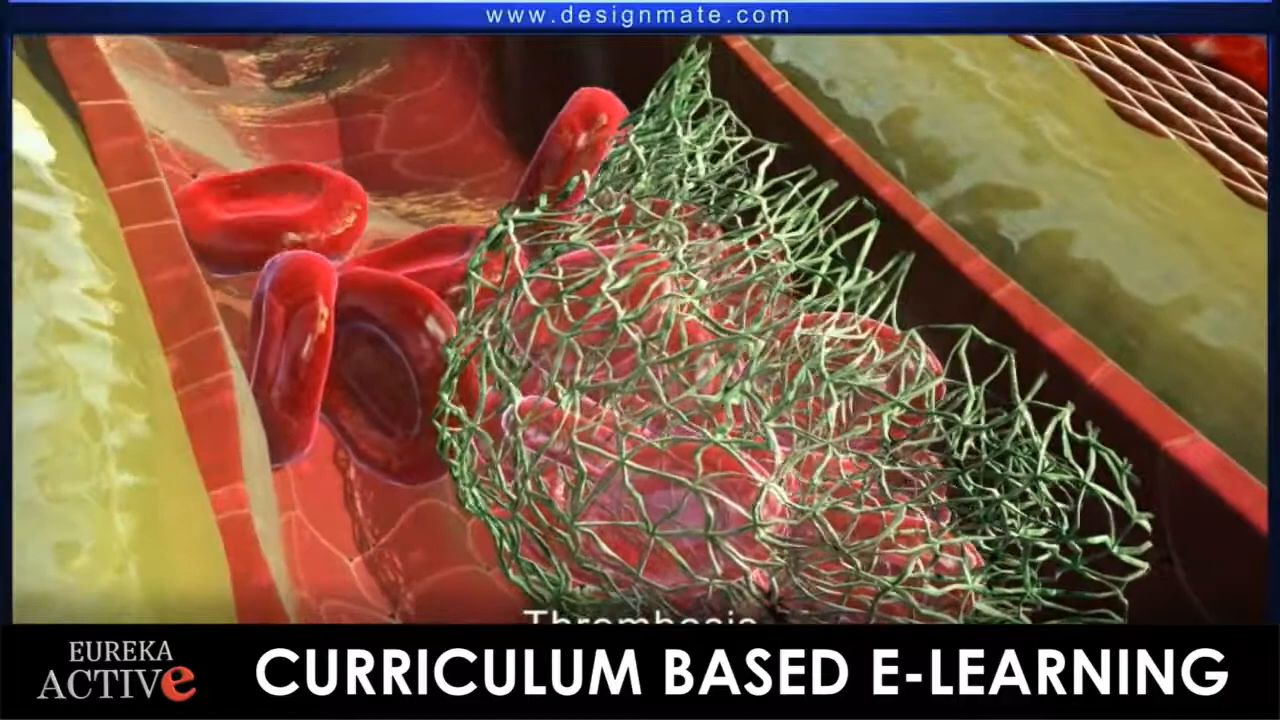 www.designmate.com
Thrombosis
EUREKA
ACTIVe
CURRICULUM BASED E-LEARNING